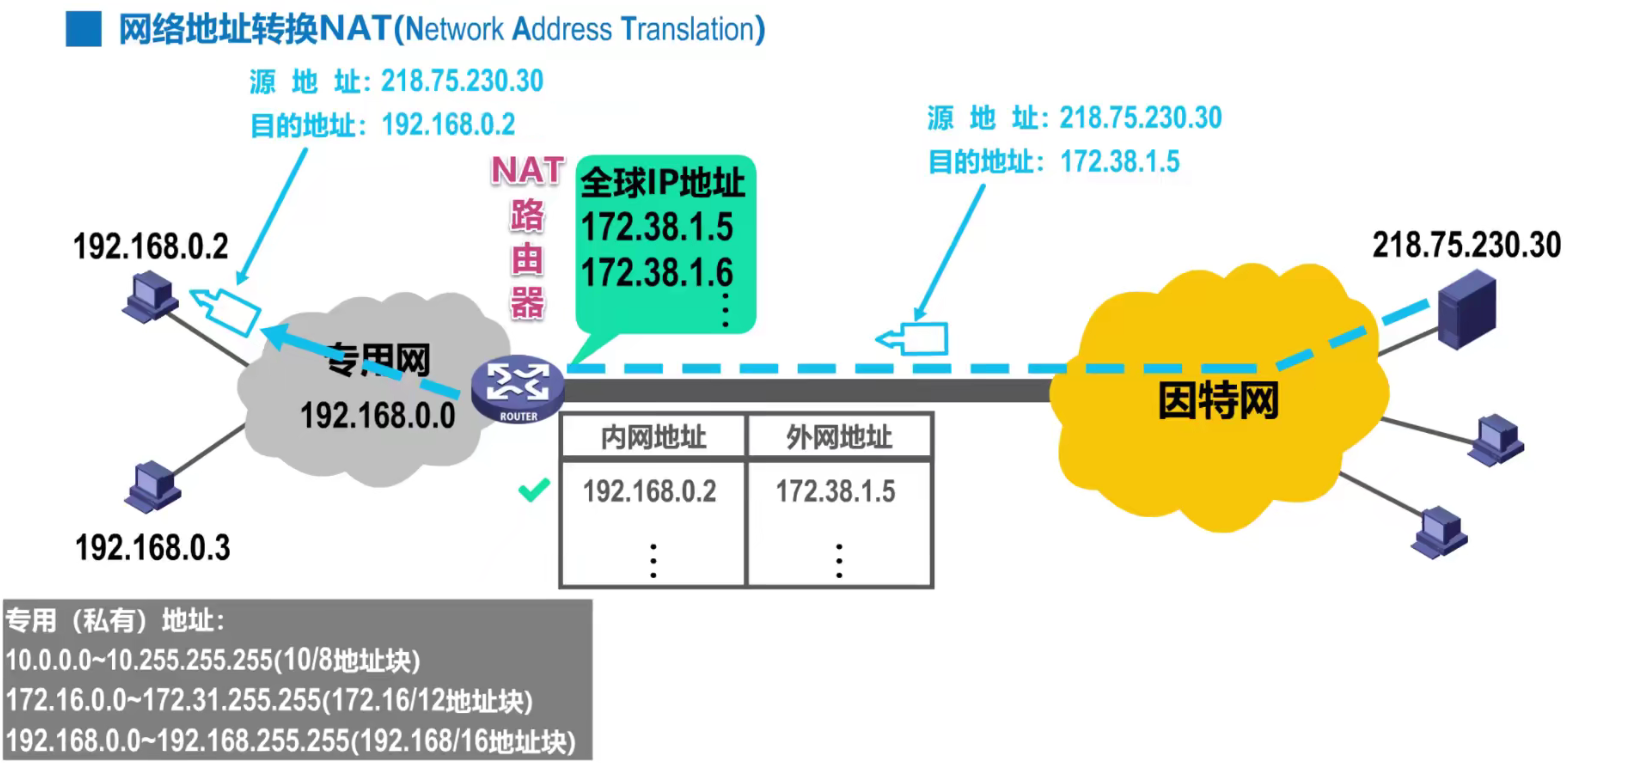 网络地址转换NAT(Network Address Translation)
源 地 址：218.75.230.30
目的地址：192.168.0.2
源 地 址：218.75.230.30
目的地址：172.38.1.5
NAT
路
由
器
全球IP地址
172.38.1.5
172.38.1.6
⋮
192.168.0.2
218.75.230.30
专用网
192.168.0.0
ROUTER
因特网
内网地址 外网地址
192.168.0.2 172.38.1.5
⋮ ⋮
192.168.0.3
专用（私有）地址：
10.0.0.0~10.255.255.255(10/8地址块)
172.16.0.0~172.31.255.255(172.16/12地址块)
192.168.0.0~192.168.255.255(192.168/16地址块)